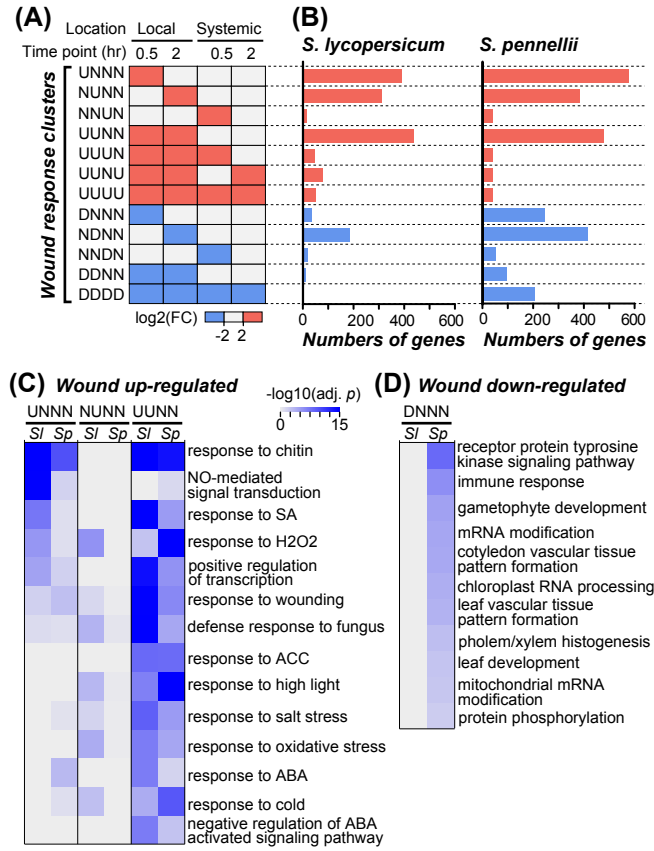 (A)
Location Local Systemic
Time point (hr) 0.5 2 0.5 2
Wound response clusters
UNNN
NUNN
NNUN
UUNN
UUUN
UUNU
UUUU
DNNN
NDNN
NNDN
DDNN
DDDD
log2(FC)
-2 2
(B)
S. lycopersicum S. pennellii
0 200 400 600 0 200 400 600
Numbers of genes Numbers of genes
(C) Wound up-regulated
-log10(adj. p)
0 15
UNNN NUNN UUNN
Sl Sp Sl Sp Sl Sp
response to chitin
NO-mediated
signal transduction
response to SA
response to H2O2
positive regulation
of transcription
response to wounding
defense response to fungus
response to ACC
response to high light
response to salt stress
response to oxidative stress
response to ABA
response to cold
negative regulation of ABA
activated signaling pathway
(D) Wound down-regulated
DNNN
Sl Sp
receptor protein typrosine
kinase signaling pathway
immune response
gametophyte development
mRNA modification
cotyledon vascular tissue
pattern formation
chloroplast RNA processing
leaf vascular tissue
pattern formation
pholem/xylem histogenesis
leaf development
mitochondrial mRNA
modification
protein phosphorylation